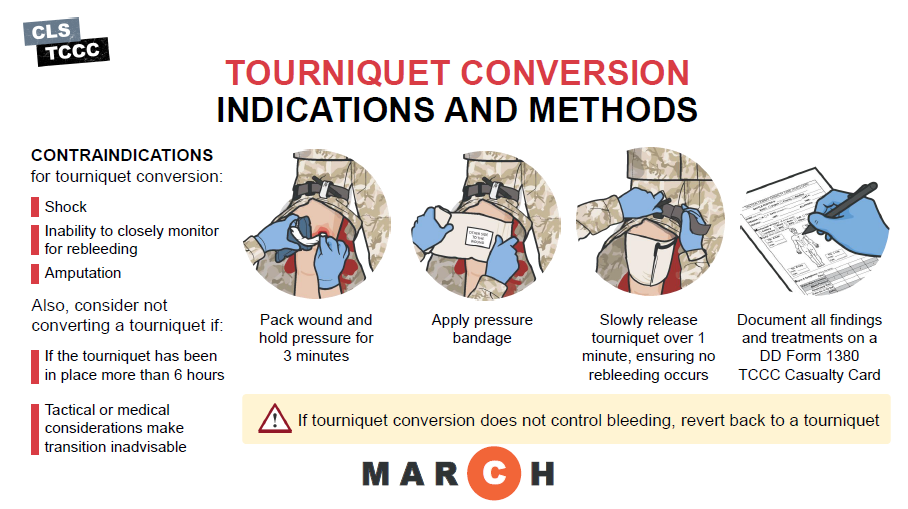 CLS
TCCC
TOURNIQUET CONVERSION
INDICATIONS AND METHODS
CONTRAINDICATIONS
for tourniquet conversion:
Shock
Inability to closely monitor
for rebleeding
Amputation
Also, consider not
converting a tourniquet if:
If the tourniquet has been
in place more than 6 hours
Tactical or medical
considerations make
transition inadvisable
Pack wound and
hold pressure for
3 minutes
Apply pressure
bandage
Slowly release
tourniquet over 1
minute, ensuring no
rebleeding occurs
Document all findings
and treatments on a
DD Form 1380
TCCC Casualty Card
If tourniquet conversion does not control bleeding, revert back to a tourniquet
MARCH